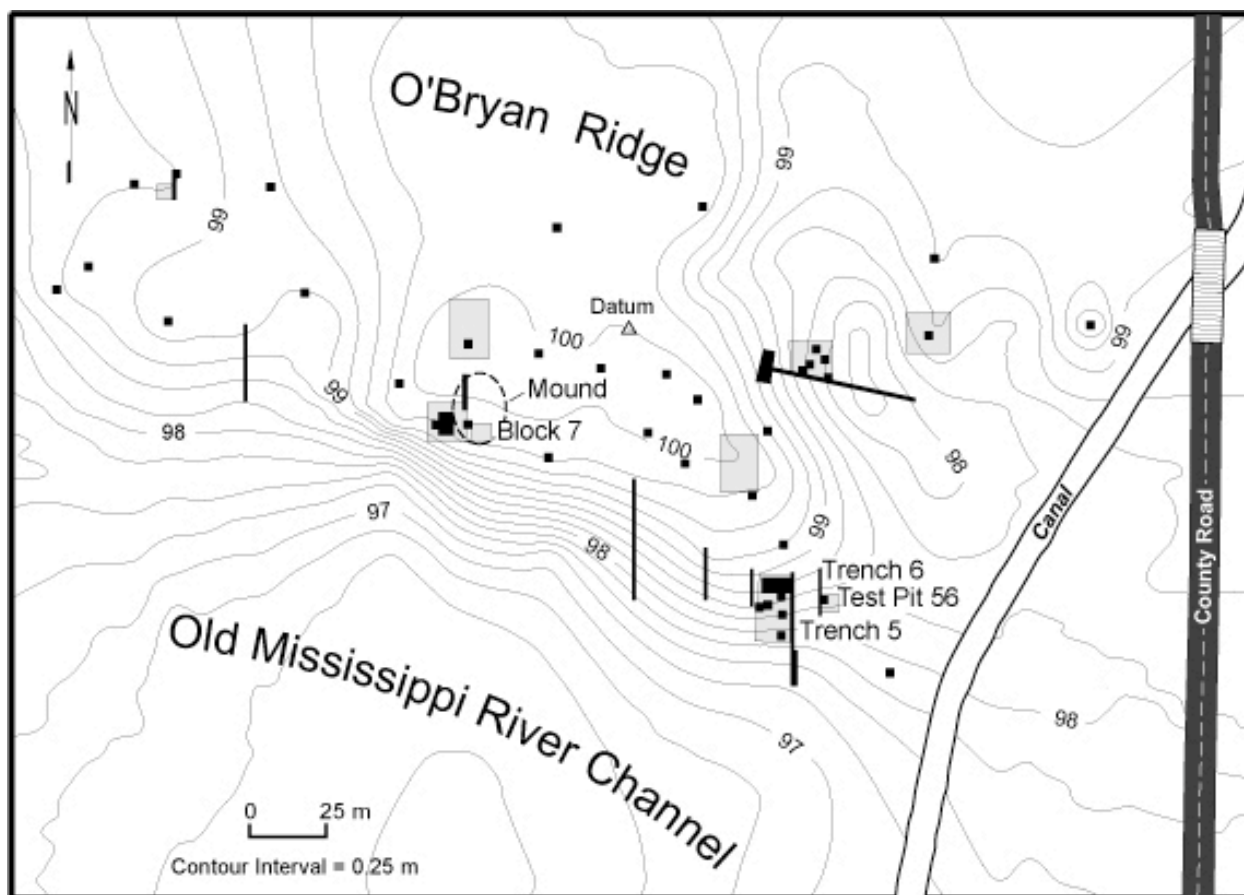 O'Bryan Ridge
N
99
99
99
Datum
100
99
Mound
99
98
Block 7
100
98
97
99
98
Trench 6
Test Pit 56
Trench 5
Canal
County Road
Old Mississippi River Channel
98
97
0 25 m
Contour Interval = 0.25 m